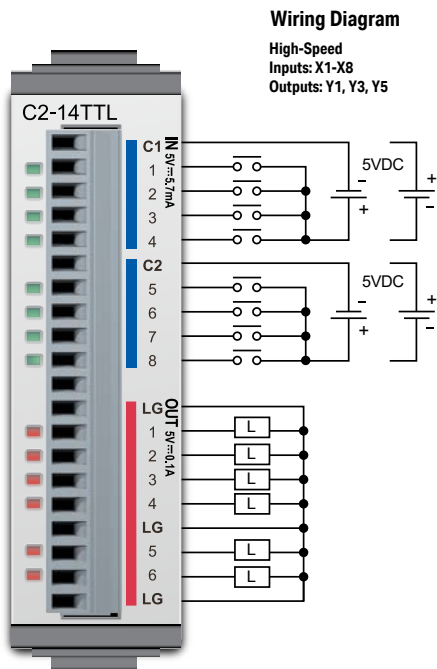 Wiring Diagram
High-Speed
Inputs: X1-X8
Outputs: Y1, Y3, Y5
C2-14TTL
IN 5V⎓5.7mA
C1
1
2
3
4
C2
5
6
7
8
5VDC
- +
+ -
5VDC
- +
+ -
OUT 5V⎓0.1A
LG
1 L
2 L
3 L
4 L
LG
5 L
6 L
LG